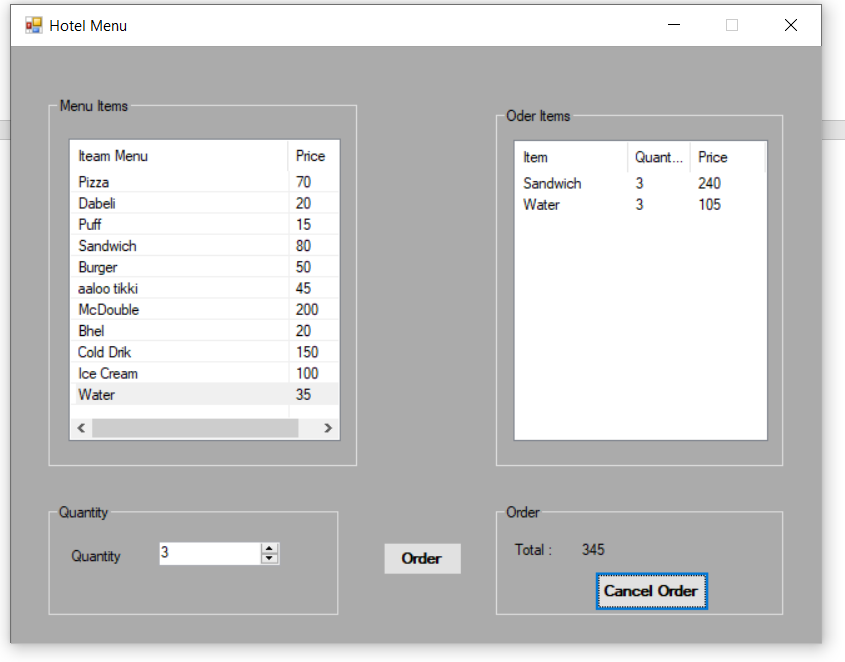 Hotel Menu
Menu Items
Iteam Menu Price
Pizza 70
Dabeli 20
Puff 15
Sandwich 80
Burger 50
aaloo tikki 45
McDouble 200
Bhel 20
Cold Drik 150
Ice Cream 100
Water 35
Oder Items
Item Quant... Price
Sandwich 3 240
Water 3 105
Quantity
Quantity 3
Order
Order
Total : 345
Cancel Order